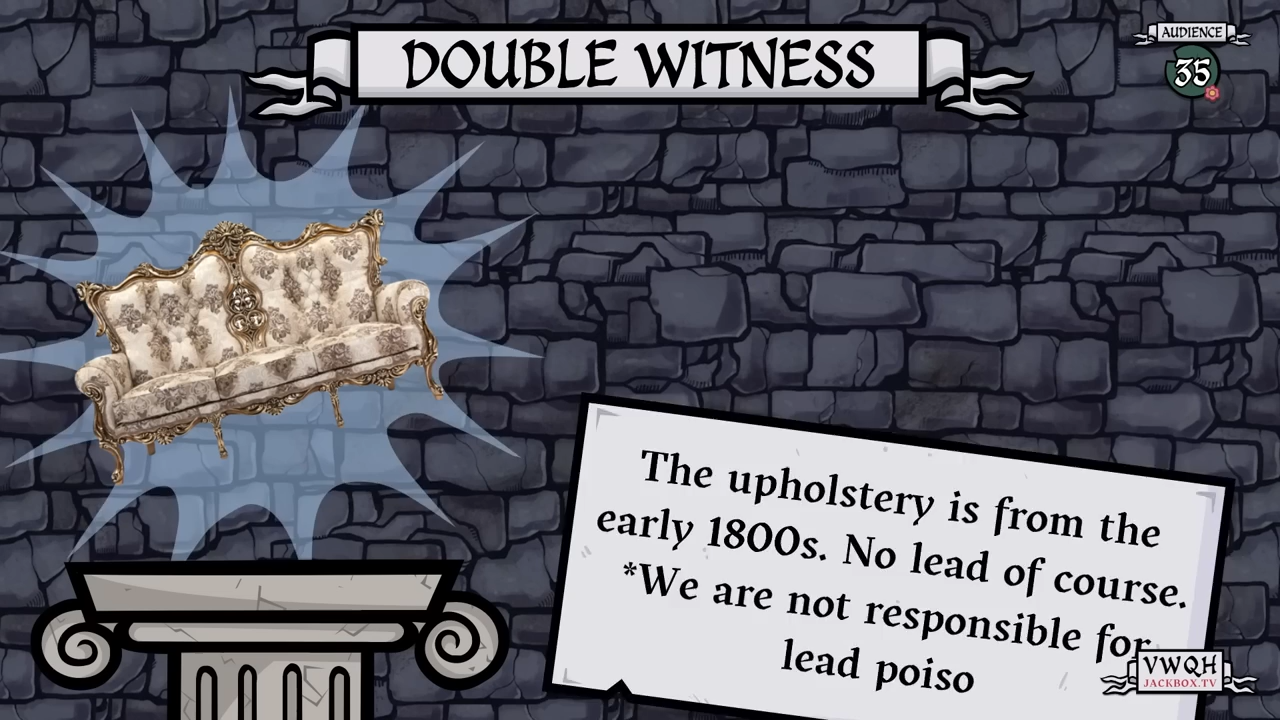 DOUBLE WITNESS
AUDIENCE
35
The upholstery is from the
early 1800s. No lead of course.
*We are not responsible for
lead poiso
VWQH
JACKBOX.TV